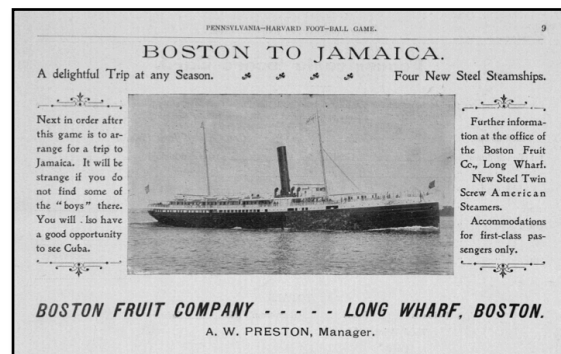 PENNSYLVANIA-HARVARD FOOT-BALL GAME. 9
BOSTON TO JAMAICA.
A delightful Trip at any Season. Four New Steel Steamships.
Next in order after
this game is to ar-
range for a trip to
Jamaica. It will be
strange if you do
not find some of
the "boys" there.
You will . lso have
a good opportunity
to see Cuba.
Further informa-
tion at the office of
the Boston Fruit
Cc., Long Wharf.
New Steel Twin
Screw American
Steamers.
Accommodations
for first-class pas-
sengers only.
BOSTON FRUIT COMPANY - - - - - LONG WHARF, BOSTON.
A. W. PRESTON, Manager.